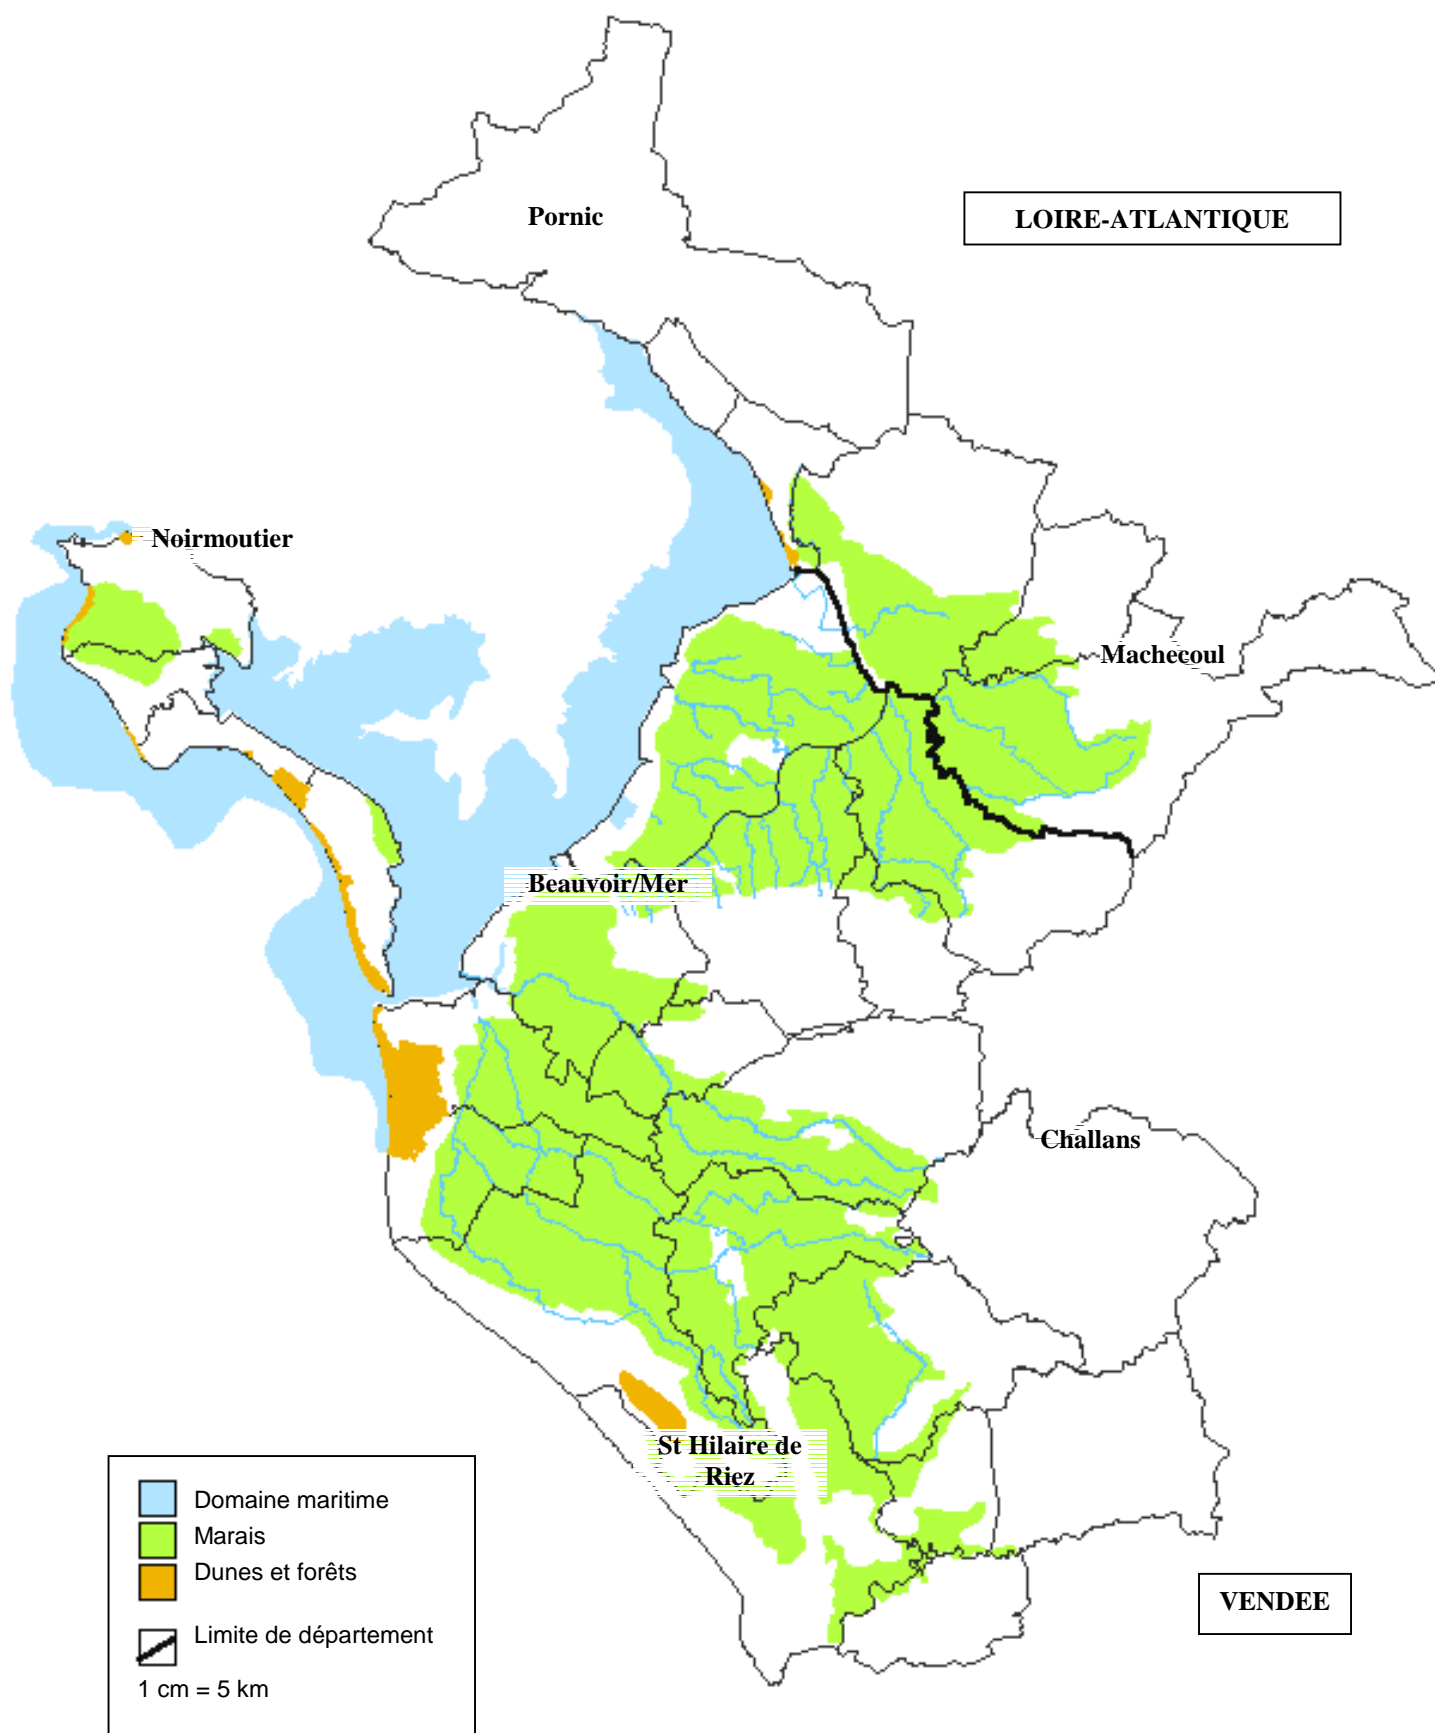 Pornic
LOIRE-ATLANTIQUE
Noirmoutier
Machecoul
Beauvoir/Mer
Challans
St Hilaire de
Riez
VENDEE
Domaine maritime
Marais
Dunes et forêts
Limite de département
1 cm = 5 km